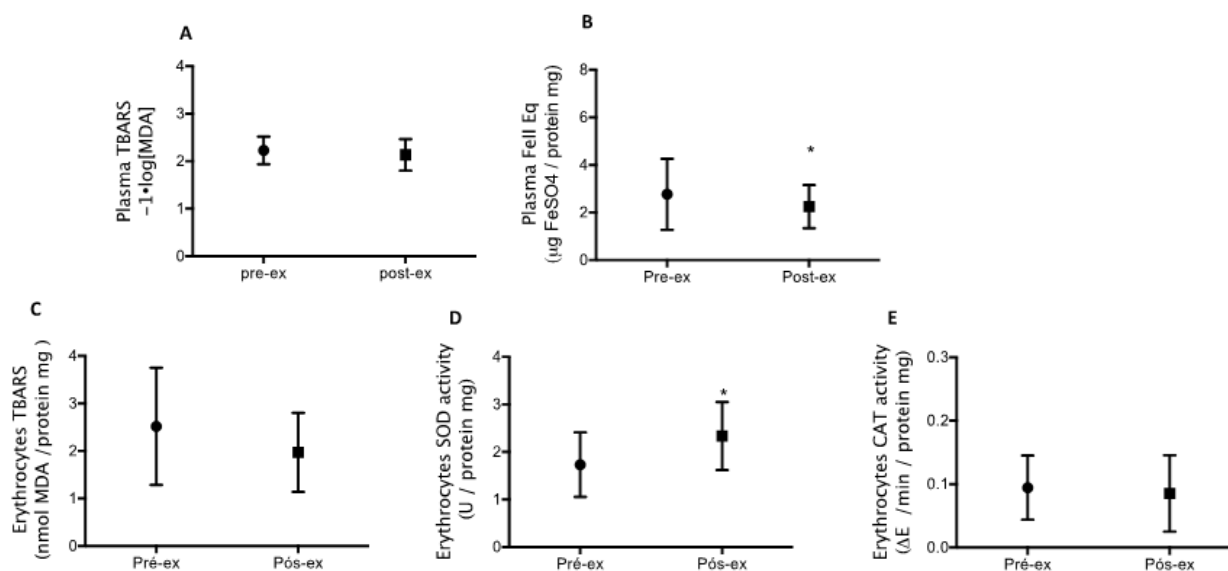 A
Plasma TBARS
−1•log[MDA]
4
3
2
1
0
pre-ex
post-ex
B
Plasma FeII Eq
(µg FeSO4 / protein mg)
8
6
4
2
0
*
Pre-ex
Post-ex
C
Erythrocytes TBARS
(nmol MDA /protein mg )
4
3
2
1
0
Pré-ex
Pós-ex
D
Erythrocytes SOD activity
(U / protein mg)
4
3
2
1
0
*
Pré-ex
Pós-ex
E
Erythrocytes CAT activity
(ΔE /min / protein mg)
0.3
0.2
0.1
0.0
Pré-ex
Pós-ex